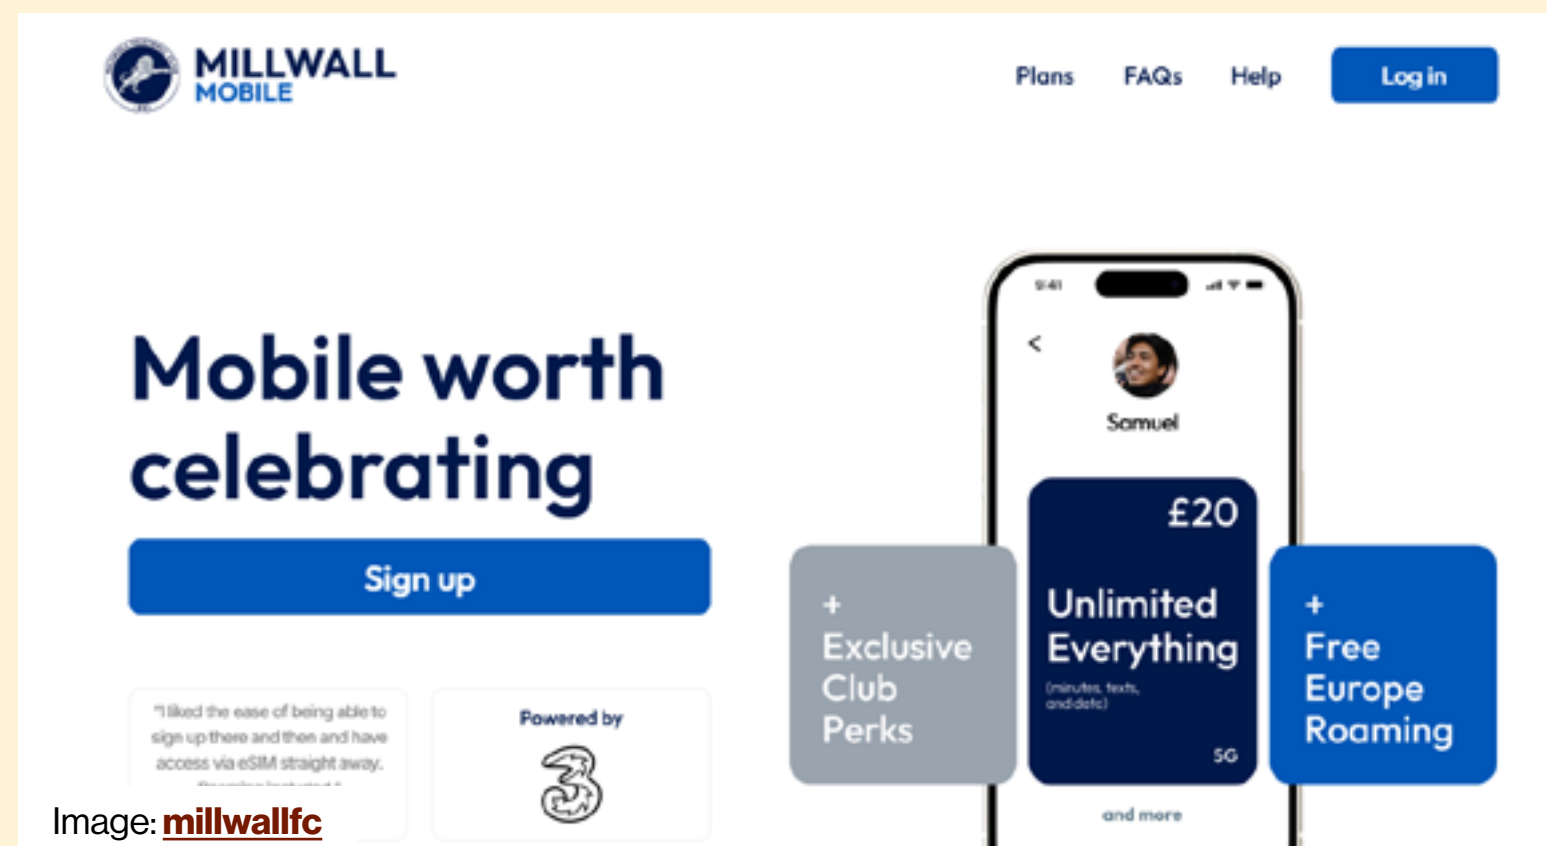 MILLWALL
MOBILE
Plans FAQs Help Log in
Mobile worth
celebrating
Sign up
"I liked the ease of being able to
sign up there and then and have
access via eSIM straight away.
Powered by
3
9:41
<
Samuel
£20
Unlimited
Everything
(minutes, texts,
and data)
5G
+
Exclusive
Club
Perks
+
Free
Europe
Roaming
and more
Image: millwallfc